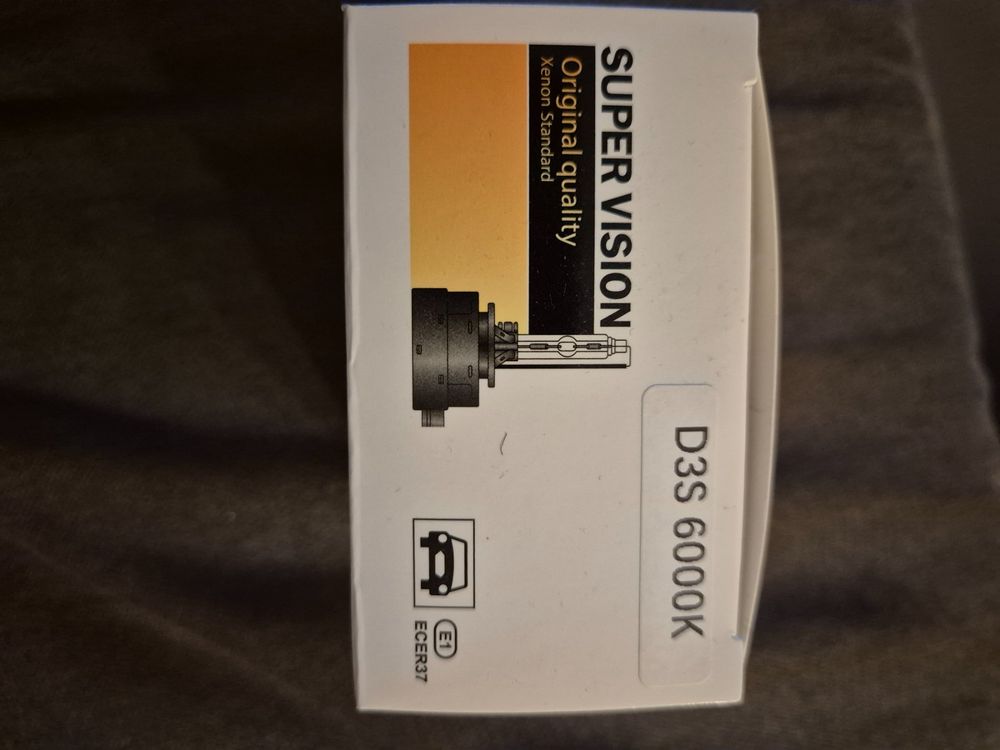 SUPER VISION
Original quality
Xenon Standard
D3S 6000K
E1
ECER37